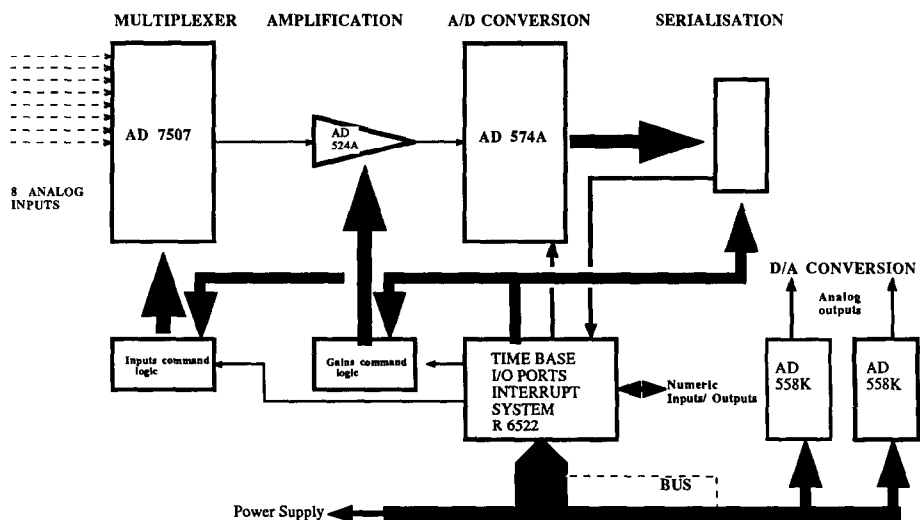 MULTIPLEXER
AMPLIFICATION
A/D CONVERSION
SERIALISATION
AD 7507
AD
524A
AD 574A
8 ANALOG
INPUTS
D/A CONVERSION
Analog
outputs
Inputs command
logic
Gains command
logic
TIME BASE
I/O PORTS
INTERRUPT
SYSTEM
R 6522
Numeric
Inputs/ Outputs
AD
558K
AD
558K
BUS
Power Supply